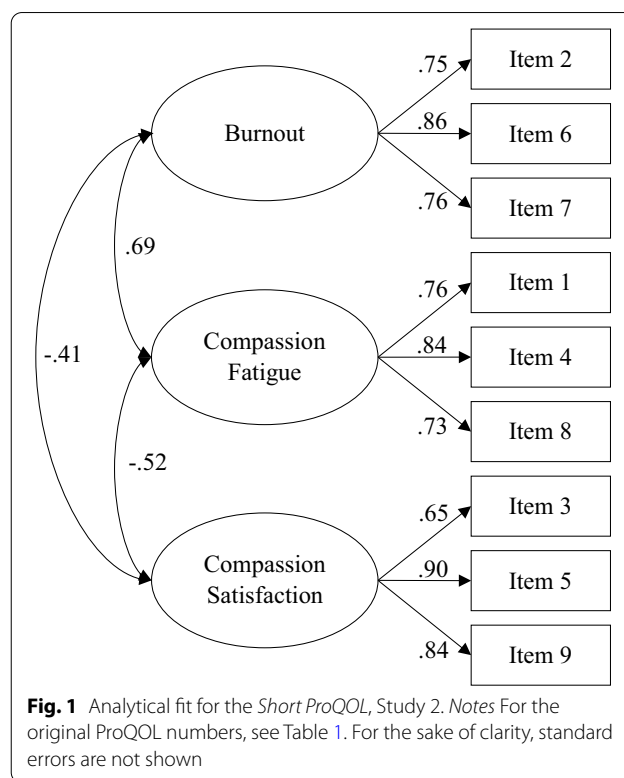 .75
Item 2
Burnout
.86
Item 6
.76
Item 7
.69
.76
Item 1
-.41
Compassion
Fatigue
.84
Item 4
.73
Item 8
-.52
.65
Item 3
Compassion
Satisfaction
.90
Item 5
.84
Item 9
Fig. 1 Analytical fit for the Short ProQOL, Study 2. Notes For the
original ProQOL numbers, see Table 1. For the sake of clarity, standard
errors are not shown